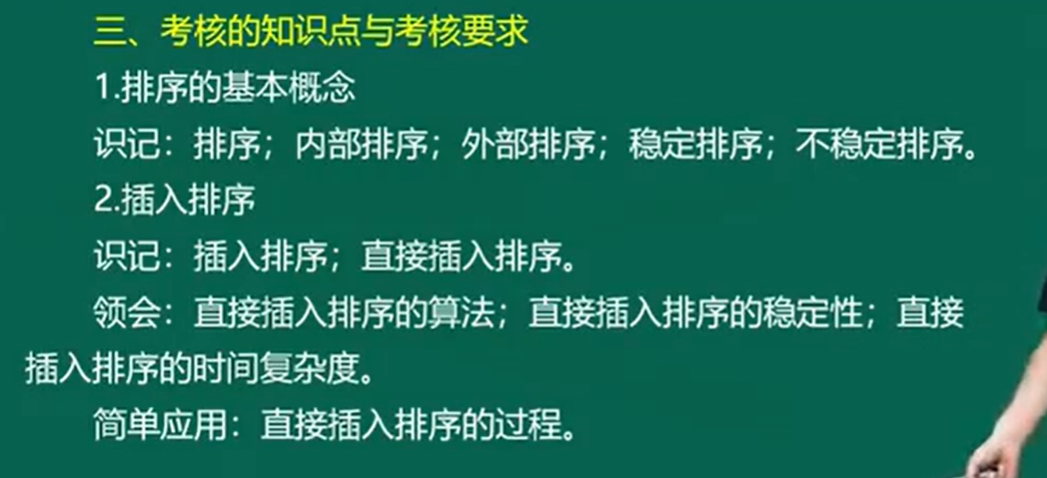 三、考核的知识点与考核要求
1.排序的基本概念
识记：排序；内部排序；外部排序；稳定排序；不稳定排序。
2.插入排序
识记：插入排序；直接插入排序。
领会：直接插入排序的算法；直接插入排序的稳定性；直接
插入排序的时间复杂度。
简单应用：直接插入排序的过程。